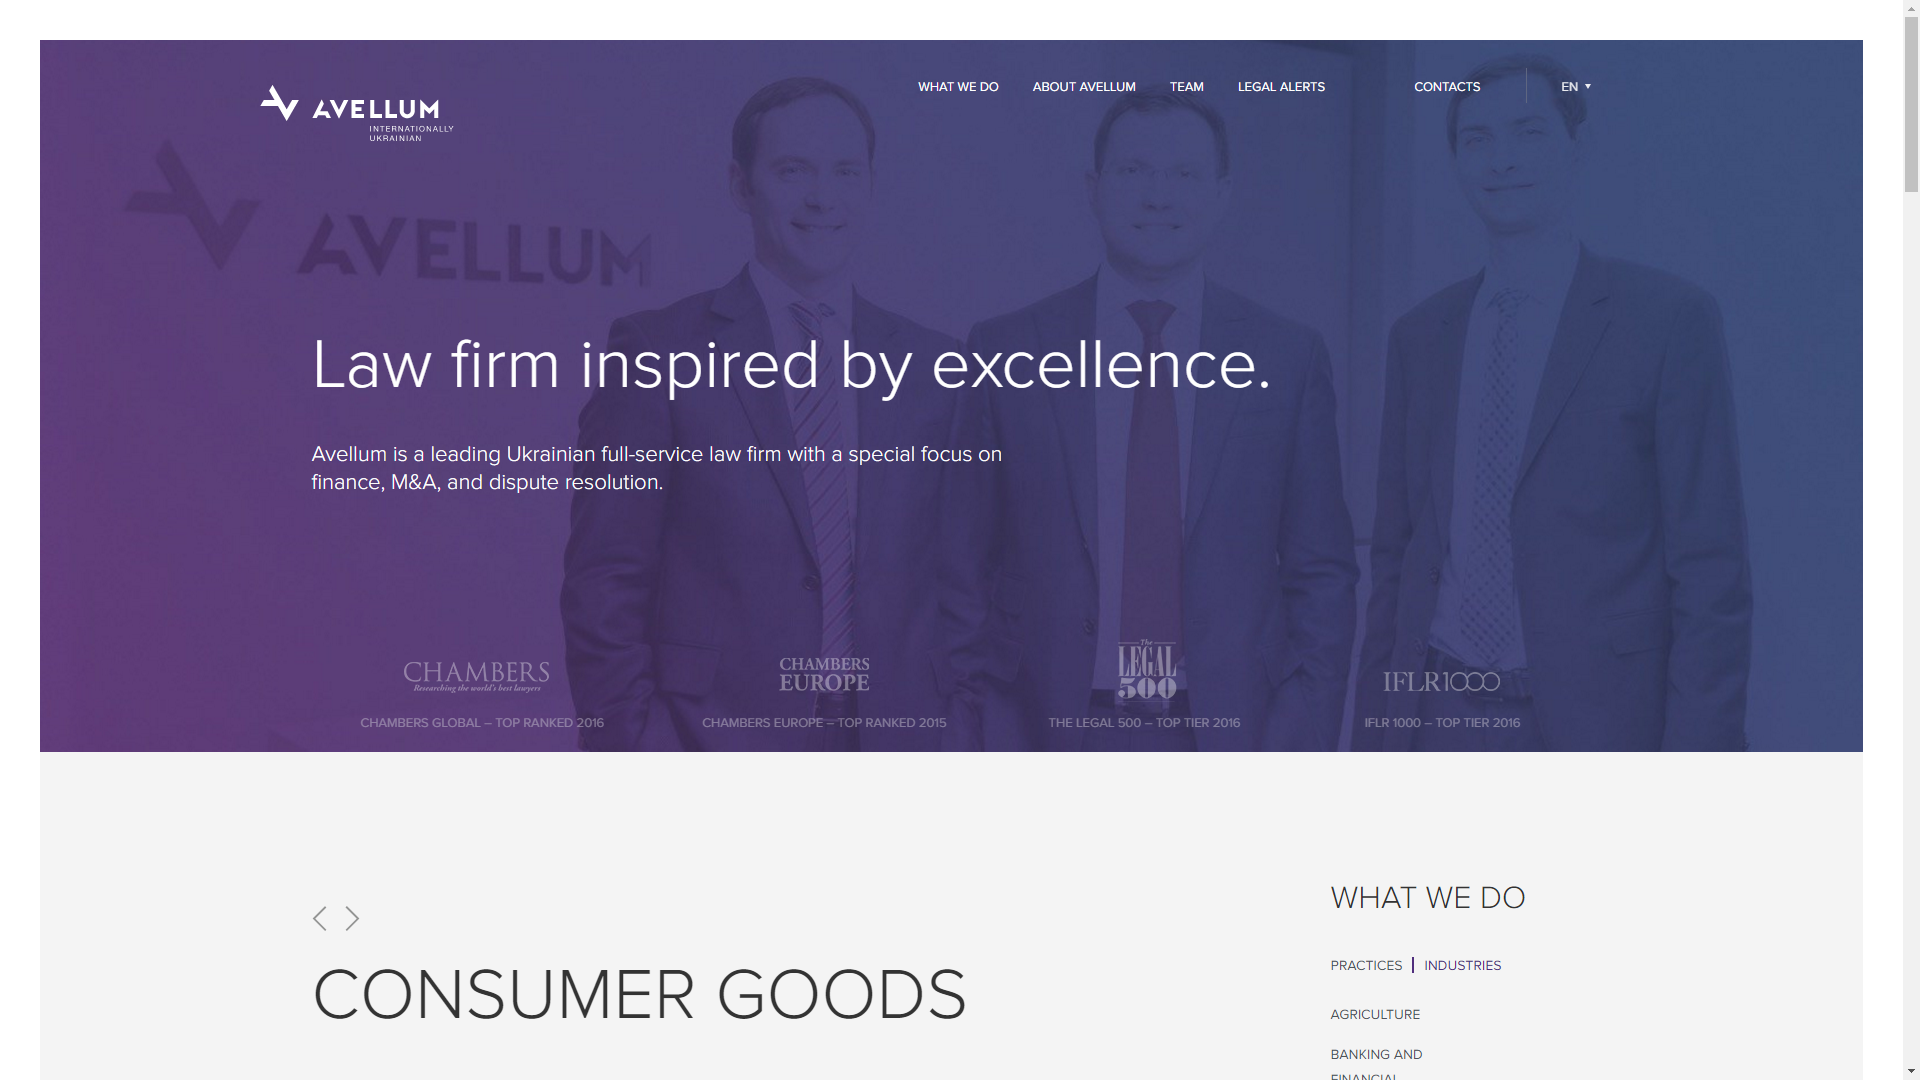 AVELLUM
INTERNATIONALLY
UKRAINIAN
WHAT WE DO
ABOUT AVELLUM
TEAM
LEGAL ALERTS
CONTACTS
EN
AVELLUM
Law firm inspired by excellence.
Avellum is a leading Ukrainian full-service law firm with a special focus on
finance, M&A, and dispute resolution.
CHAMBERS
Researching the world's best lawyers
CHAMBERS GLOBAL – TOP RANKED 2016
CHAMBERS
EUROPE
CHAMBERS EUROPE – TOP RANKED 2015
The
LEGAL
500
THE LEGAL 500 – TOP TIER 2016
IFLR1000
IFLR 1000 – TOP TIER 2016
CONSUMER GOODS
WHAT WE DO
PRACTICES
INDUSTRIES
AGRICULTURE
BANKING AND
FINANCIAL